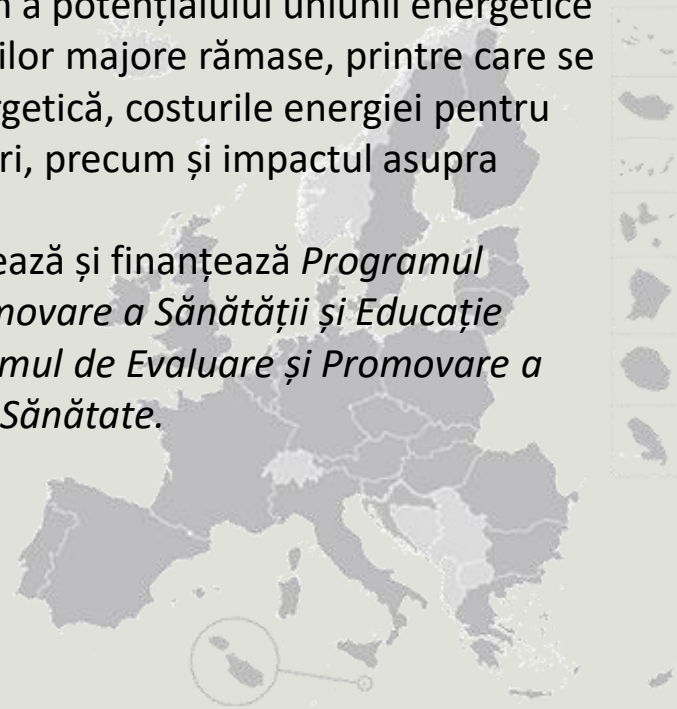 a potențialului uniunii energetice
ilor majore rămase, printre care se
rgetică, costurile energiei pentru
ri, precum și impactul asupra
ează și finanțează Programul
movare a Sănătății și Educație
mul de Evaluare și Promovare a
Sănătate.